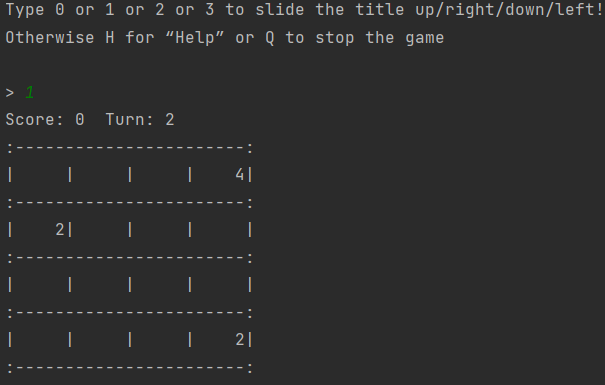 Type 0 or 1 or 2 or 3 to slide the title up/right/down/left!
Otherwise H for “Help” or Q to stop the game
> 1
Score: 0  Turn: 2
:-----------------------:
|     |     |     |    4|
:-----------------------:
|    2|     |     |     |
:-----------------------:
|     |     |     |     |
:-----------------------:
|     |     |     |    2|
:-----------------------: